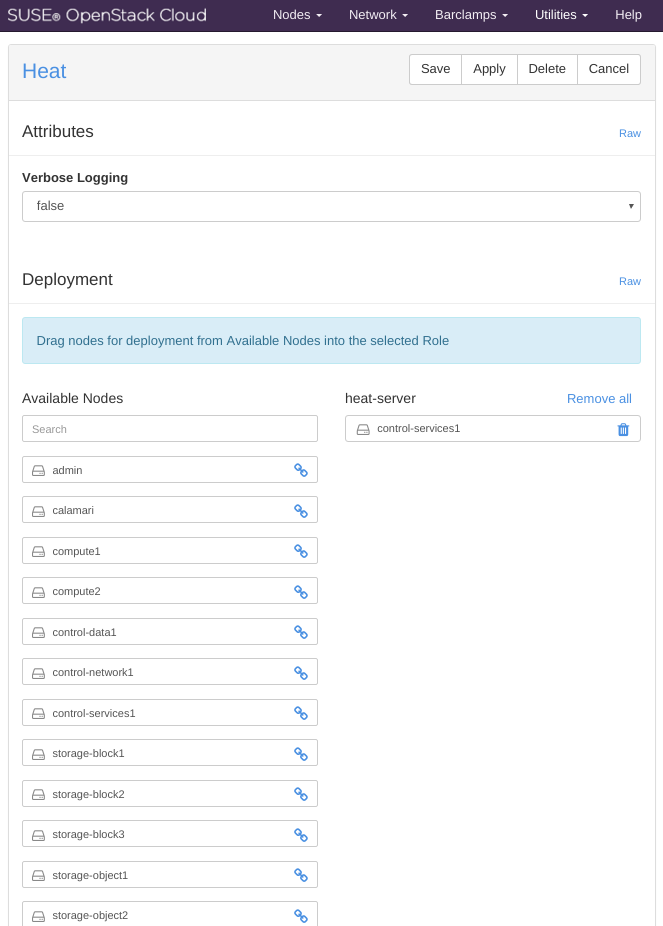 SUSE® OpenStack Cloud Nodes Network Barclamps Utilities Help
Heat Save Apply Delete Cancel
Attributes Raw
Verbose Logging
false
Deployment Raw
Drag nodes for deployment from Available Nodes into the selected Role
Available Nodes
Search
admin
calamari
compute1
compute2
control-data1
control-network1
control-services1
storage-block1
storage-block2
storage-block3
storage-object1
storage-object2
heat-server Remove all
control-services1